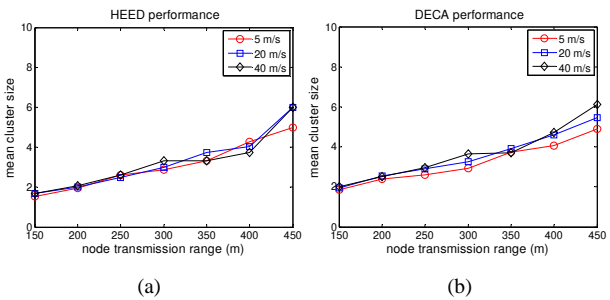 HEED performance
10
8
6
4
2
0
mean cluster size
5 m/s
20 m/s
40 m/s
150 200 250 300 350 400 450
node transmission range (m)
(a)
DECA performance
10
8
6
4
2
0
mean cluster size
5 m/s
20 m/s
40 m/s
150 200 250 300 350 400 450
node transmission range (m)
(b)